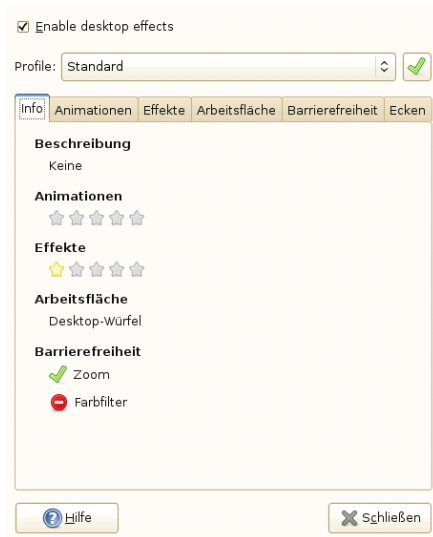 Enable desktop effects
Profile: Standard
Info Animationen Effekte Arbeitsfläche Barrierefreiheit Ecken
Beschreibung
Keine
Animationen
Effekte
Arbeitsfläche
Desktop-Würfel
Barrierefreiheit
Zoom
Farbfilter
Hilfe Schließen